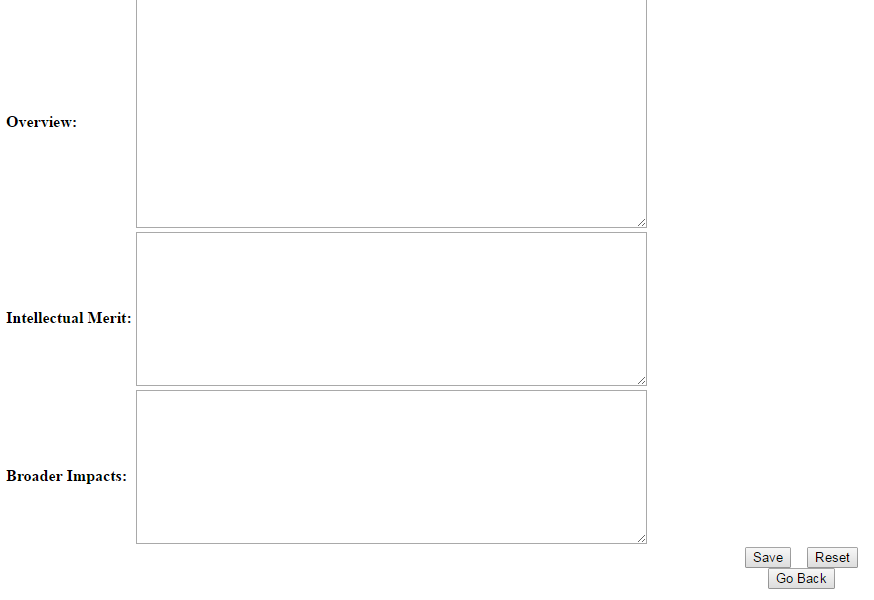 Overview:
Intellectual Merit:
Broader Impacts:
Save Reset
Go Back